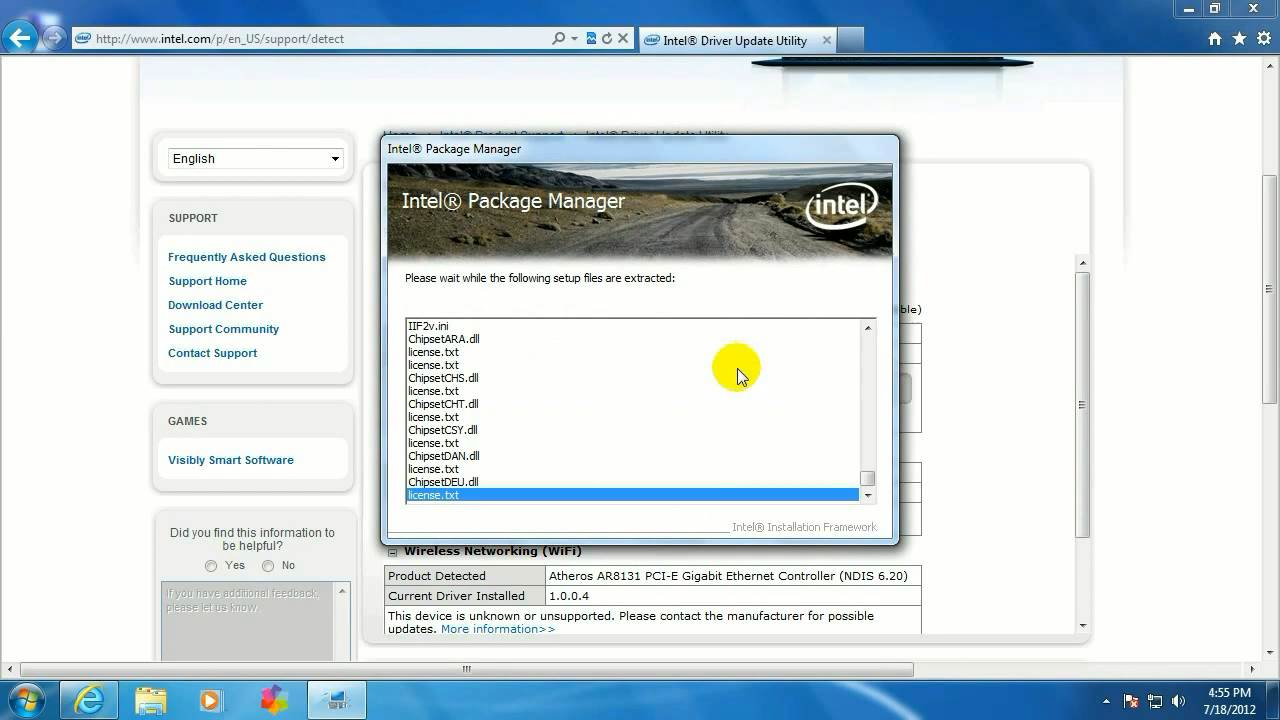 http://www.intel.com/p/en_US/support/detect
Intel® Driver Update Utility
English
SUPPORT
Frequently Asked Questions
Support Home
Download Center
Support Community
Contact Support
GAMES
Visibly Smart Software
Did you find this information to
be helpful?
Yes
No
If you have additional feedback,
please let us know.
Intel® Package Manager
Intel® Package Manager
intel
Please wait while the following setup files are extracted:
IIF2v.ini
ChipsetARA.dll
license.txt
license.txt
ChipsetCHS.dll
license.txt
ChipsetCHT.dll
license.txt
ChipsetCSY.dll
license.txt
ChipsetDAN.dll
license.txt
ChipsetDEU.dll
license.txt
Intel® Installation Framework
ble)
Wireless Networking (WiFi)
Product Detected
Atheros AR8131 PCI-E Gigabit Ethernet Controller (NDIS 6.20)
Current Driver Installed
1.0.0.4
This device is unknown or unsupported. Please contact the manufacturer for possible
updates. More information>>
4:55 PM
7/18/2012